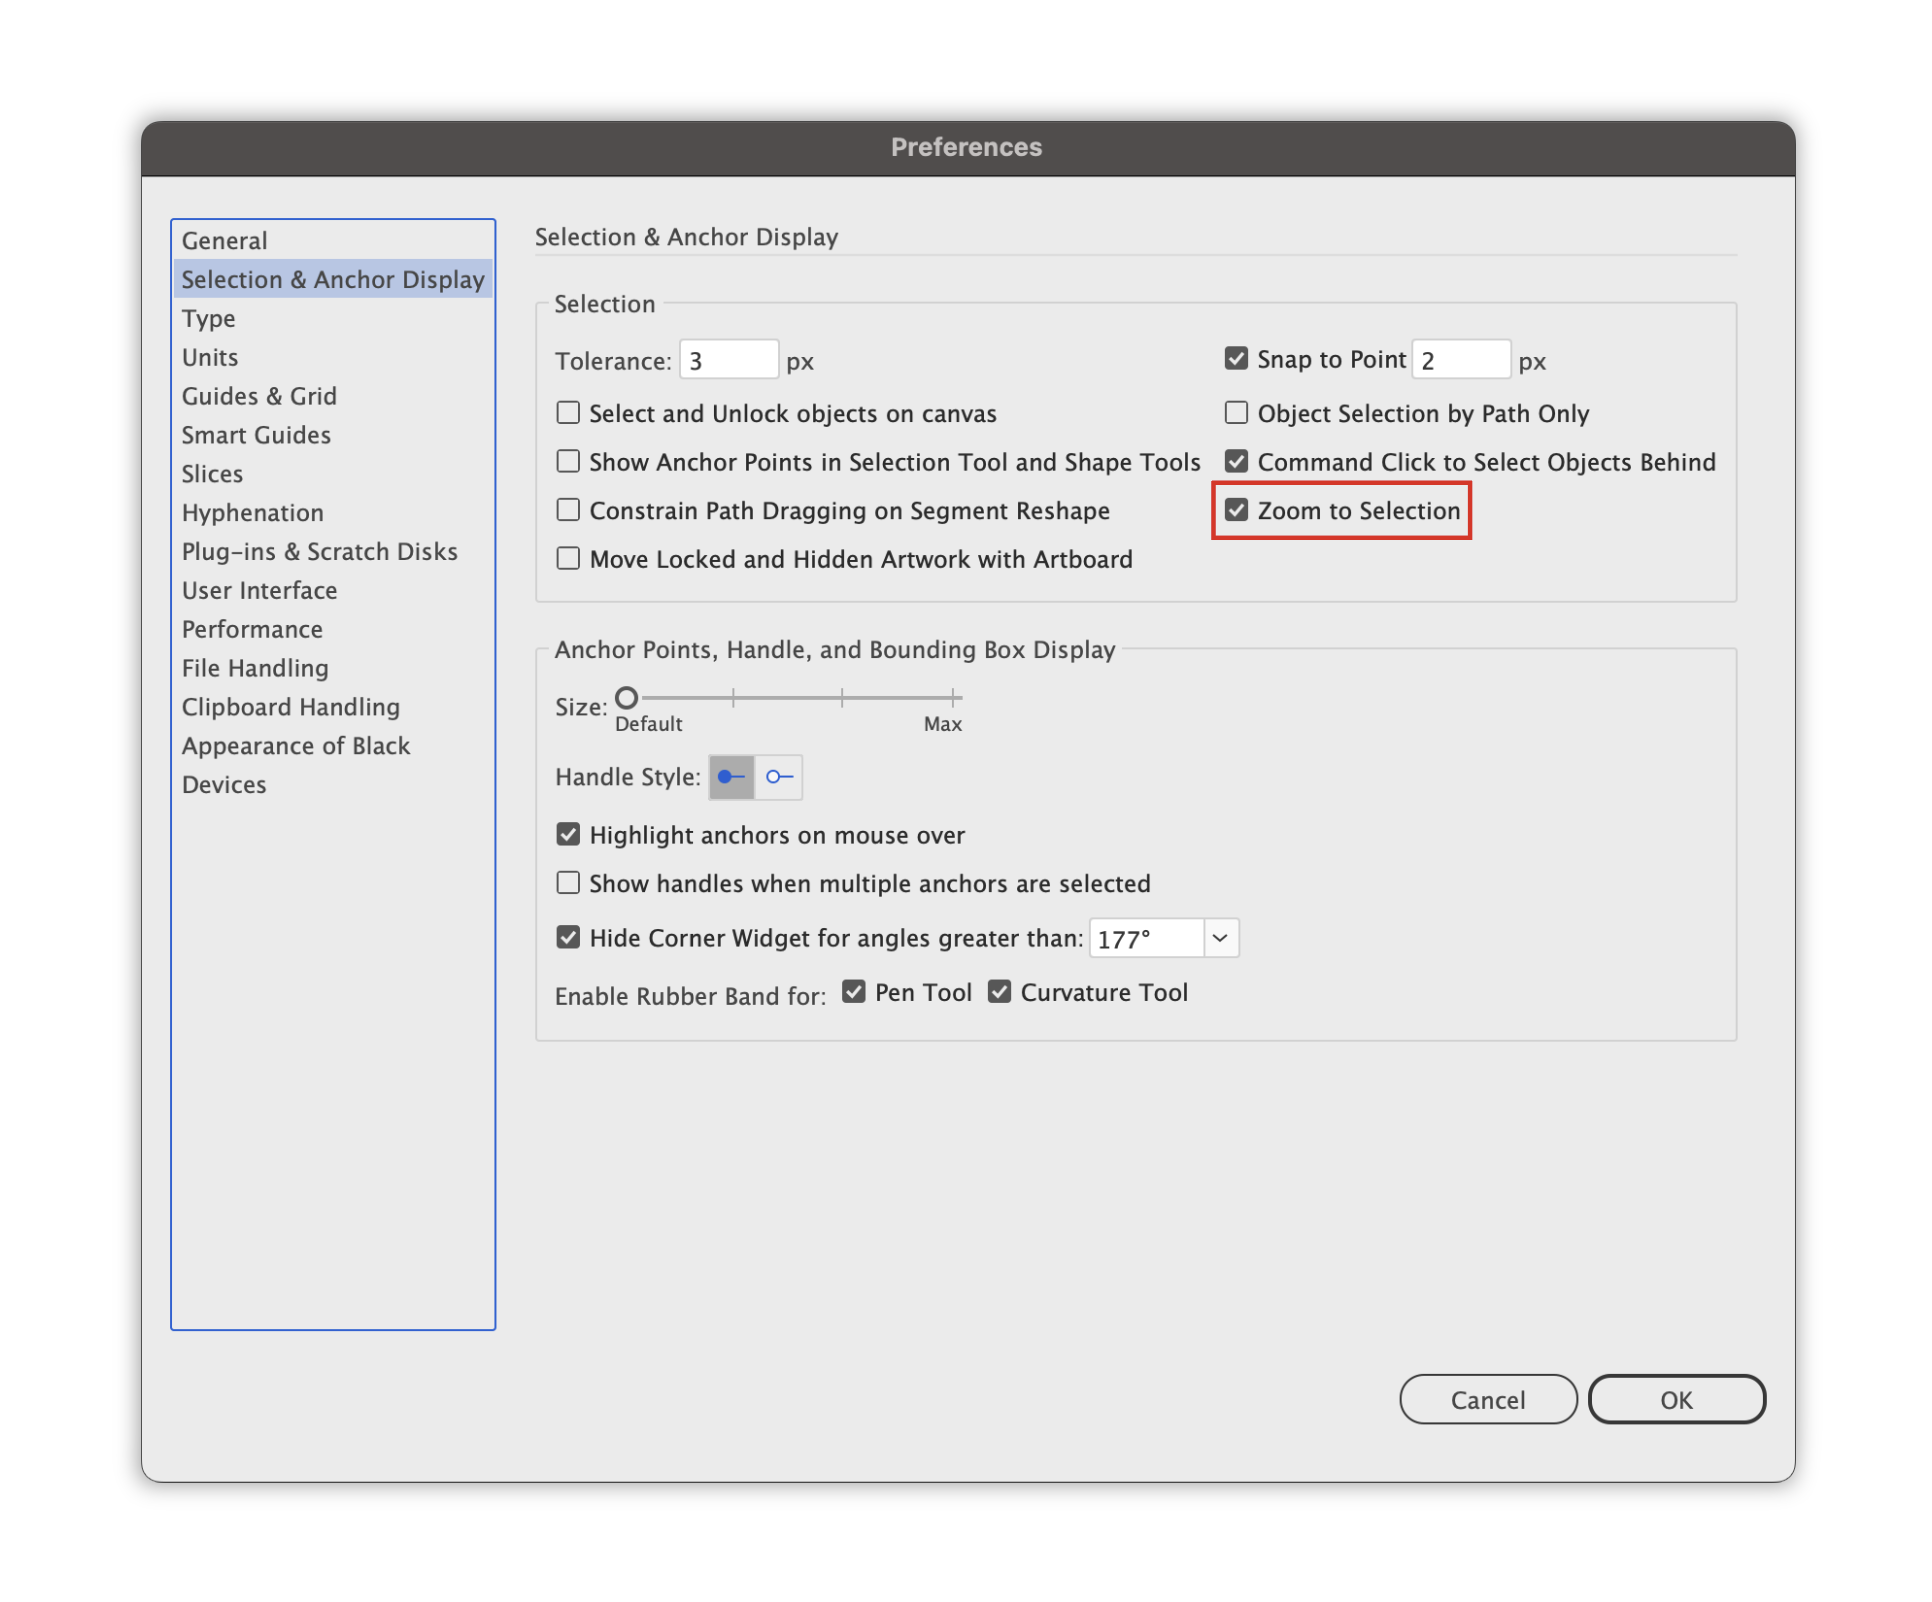 Preferences
General
Selection & Anchor Display
Type
Units
Guides & Grid
Smart Guides
Slices
Hyphenation
Plug-ins & Scratch Disks
User Interface
Performance
File Handling
Clipboard Handling
Appearance of Black
Devices
Selection & Anchor Display
Selection
Tolerance: 3 px
Snap to Point 2 px
Select and Unlock objects on canvas
Object Selection by Path Only
Show Anchor Points in Selection Tool and Shape Tools
Command Click to Select Objects Behind
Constrain Path Dragging on Segment Reshape
Zoom to Selection
Move Locked and Hidden Artwork with Artboard
Anchor Points, Handle, and Bounding Box Display
Size:
Default Max
Handle Style:
Highlight anchors on mouse over
Show handles when multiple anchors are selected
Hide Corner Widget for angles greater than: 177°
Enable Rubber Band for: Pen Tool Curvature Tool
Cancel OK